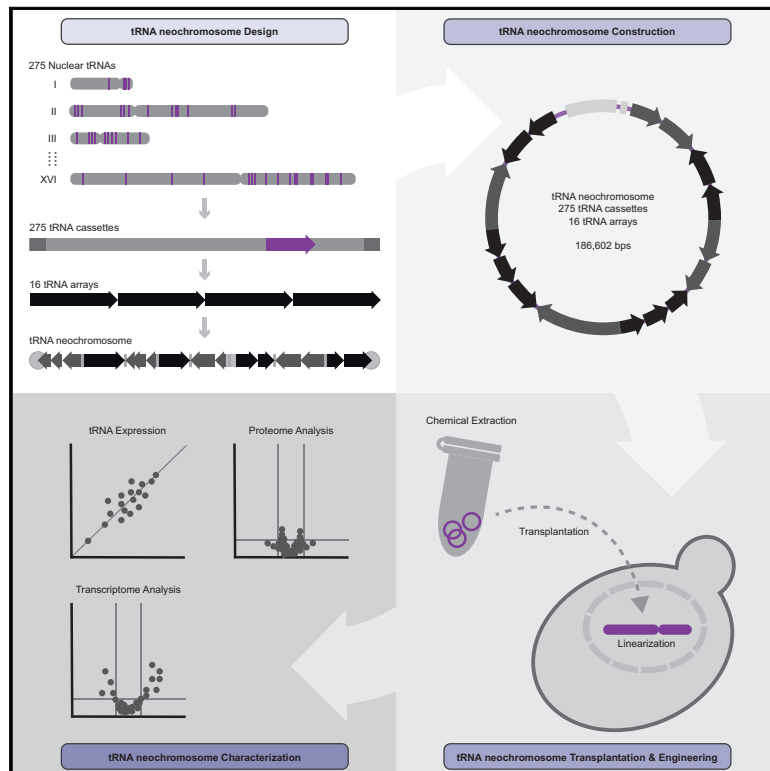 tRNA neochromosome Design
275 Nuclear tRNAs
I
II
III
XVI
275 tRNA cassettes
16 tRNA arrays
tRNA neochromosome
tRNA neochromosome Construction
tRNA neochromosome
275 tRNA cassettes
16 tRNA arrays
186,602 bps
Chemical Extraction
Transplantation
Linearization
tRNA neochromosome Transplantation & Engineering
tRNA Expression
Proteome Analysis
Transcriptome Analysis
tRNA neochromosome Characterization